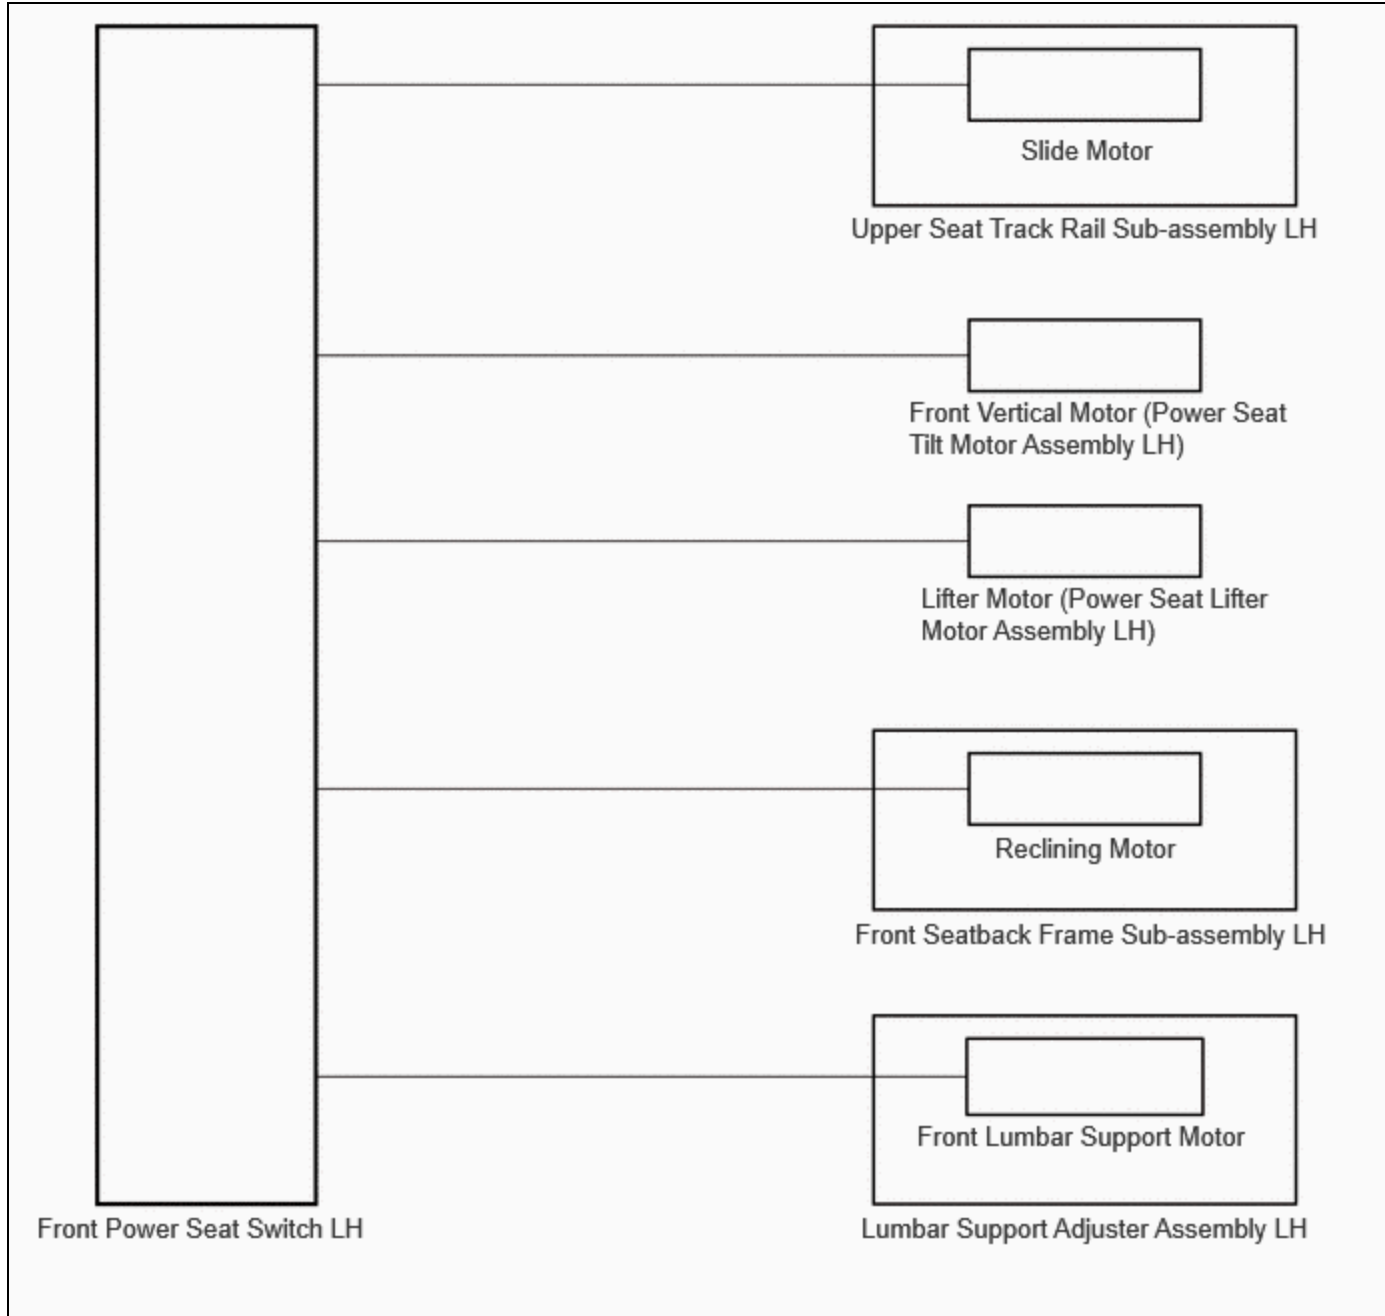 Slide Motor
Upper Seat Track Rail Sub-assembly LH
Front Vertical Motor (Power Seat
Tilt Motor Assembly LH)
Lifter Motor (Power Seat Lifter
Motor Assembly LH)
Reclining Motor
Front Seatback Frame Sub-assembly LH
Front Lumbar Support Motor
Front Power Seat Switch LH
Lumbar Support Adjuster Assembly LH